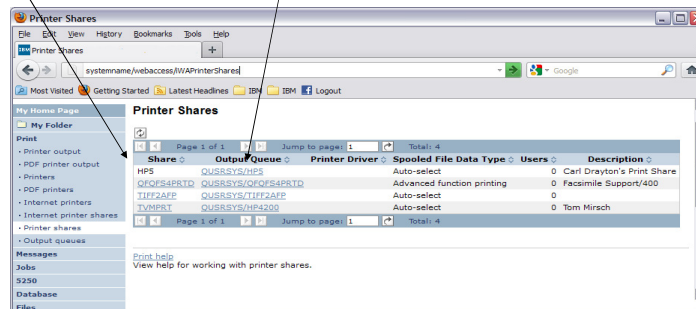 Printer Shares
File Edit View History Bookmarks Tools Help
IBM Printer Shares +
systemname/webaccess/iWAPrinterShares Google
Most Visited Getting Started Latest Headlines IBM IBM Logout
My Home Page
My Folder
Print
• Printer output
• PDF printer output
• Printers
• PDF printers
• Internet printers
• Internet printer shares
• Printer shares
• Output queues
Messages
Jobs
5250
Database
Files
Printer Shares
Page 1 of 1 Jump to page: 1 Total: 4
Share Output Queue Printer Driver Spooled File Data Type Users Description
HP5 QUSRSYS/HP5 Auto-select 0 Carl Drayton's Print Share
QFQFS4PRTD QUSRSYS/QFQFS4PRTD Advanced function printing 0 Facsimile Support/400
TIFF2AFP QUSRSYS/TIFF2AFP Auto-select 0
TVMPRT QUSRSYS/HP4200 Auto-select 0 Tom Mirsch
Page 1 of 1 Jump to page: 1 Total: 4
Print help
View help for working with printer shares.